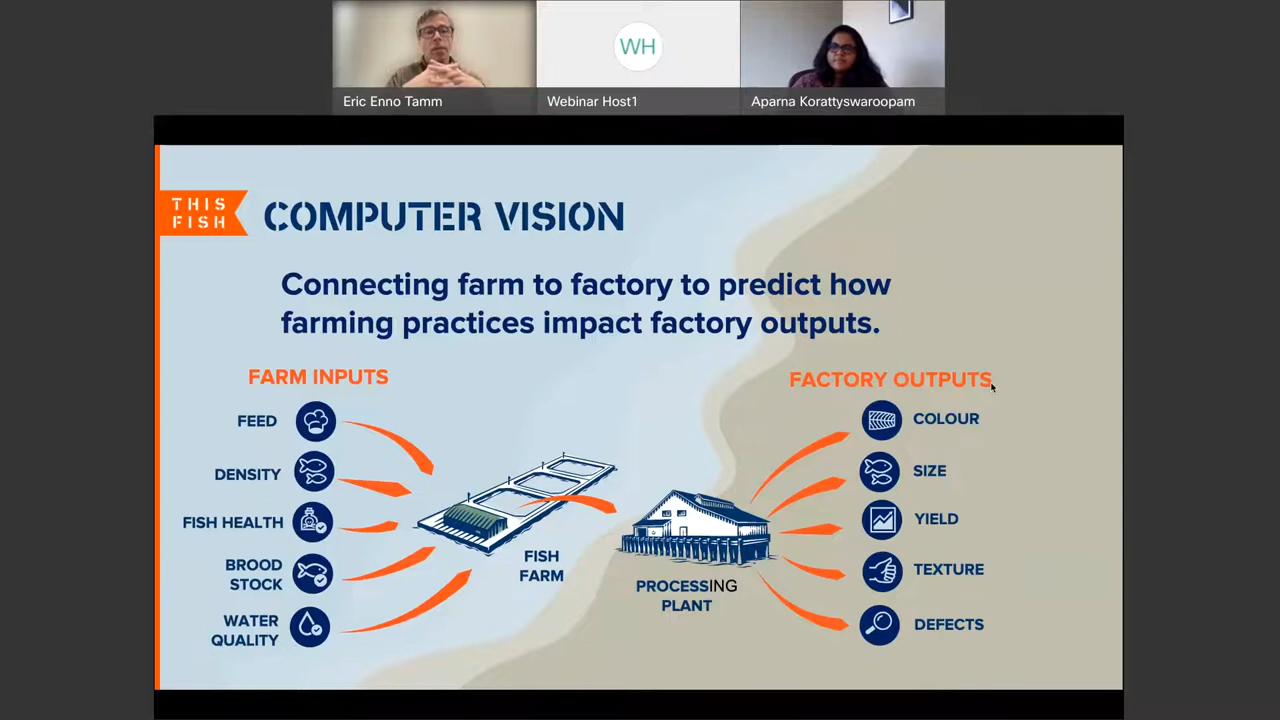 WH
Eric Enno Tamm
Webinar Host1
Aparna Korattyswaroopam
THIS
FISH
COMPUTER VISION
Connecting farm to factory to predict how
farming practices impact factory outputs.
FARM INPUTS
FEED
DENSITY
FISH HEALTH
BROOD
STOCK
WATER
QUALITY
FISH
FARM
PROCESSING
PLANT
FACTORY OUTPUTS
COLOUR
SIZE
YIELD
TEXTURE
DEFECTS